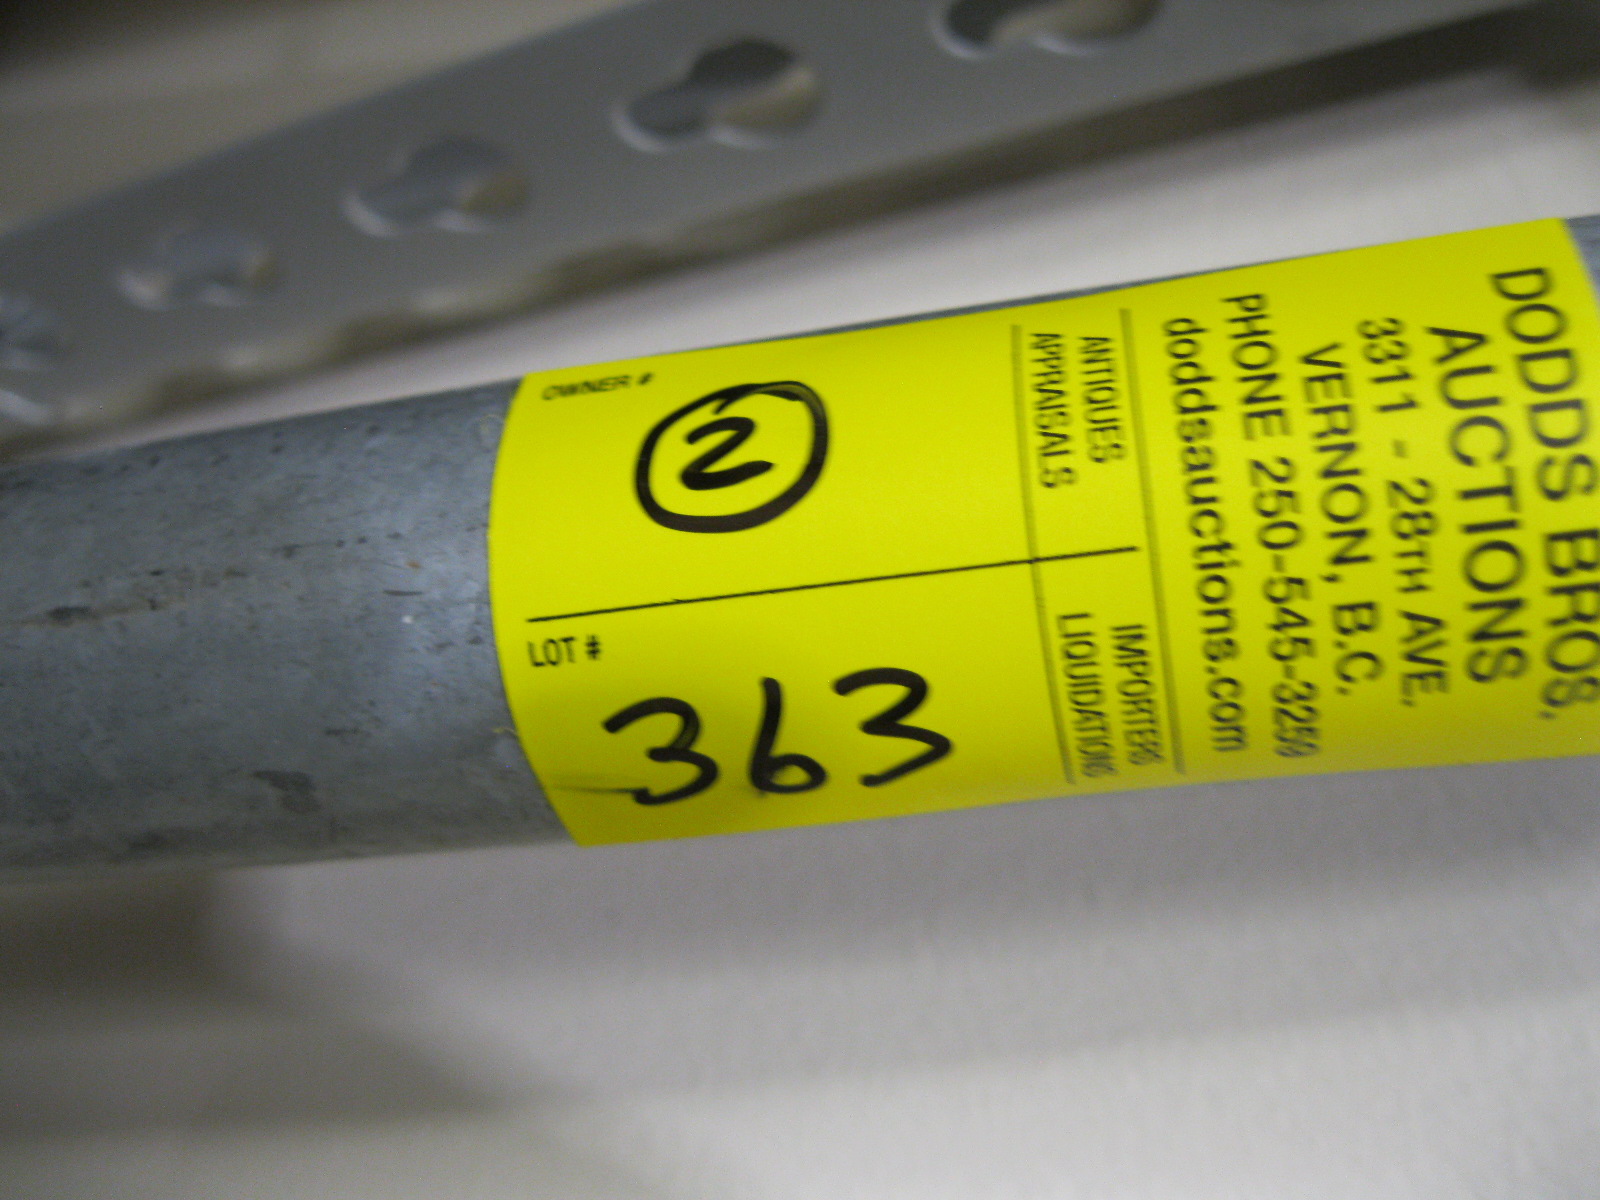 DODDS BROS.
AUCTIONS
3311 - 28TH AVE.
VERNON, B.C.
PHONE 250-545-3259
doddsauctions.com
ANTIQUES IMPORTERS
APPRAISALS LIQUIDATIONS
OWNER #
2
LOT #
363